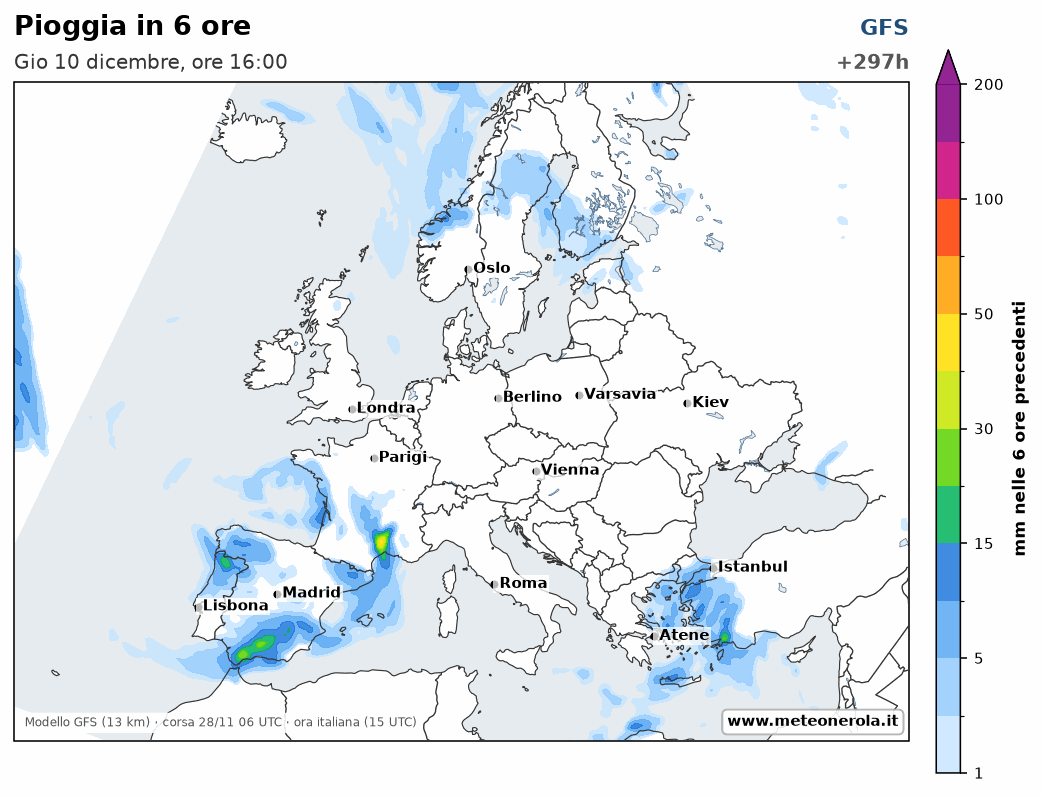 Pioggia in 6 ore
GFS
Gio 10 dicembre, ore 16:00
+297h
200
100
50
30
15
5
1
mm nelle 6 ore precedenti
Oslo
Berlino
Varsavia
Kiev
Londra
Parigi
Vienna
Istanbul
Roma
Madrid
Lisbona
Atene
Modello GFS (13 km) · corsa 28/11 06 UTC · ora italiana (15 UTC)
www.meteonerola.it